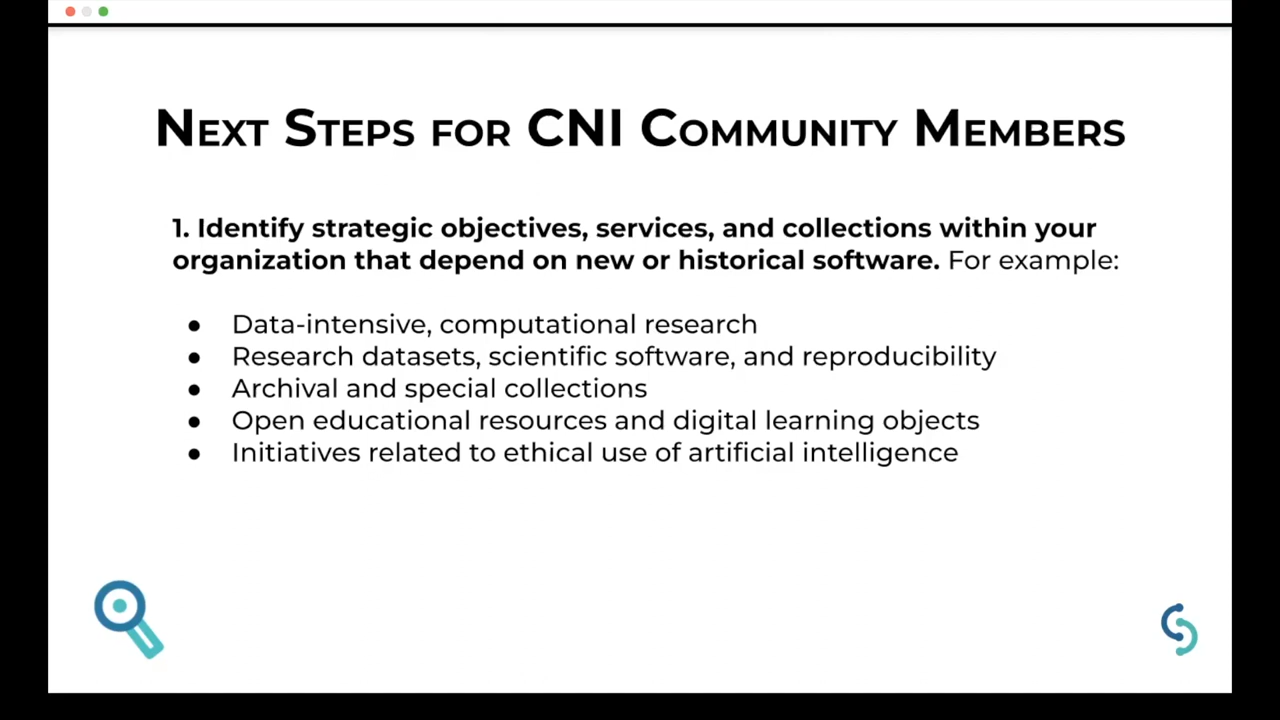 Next Steps for CNI Community Members
1. Identify strategic objectives, services, and collections within your
organization that depend on new or historical software. For example:
● Data-intensive, computational research
● Research datasets, scientific software, and reproducibility
● Archival and special collections
● Open educational resources and digital learning objects
● Initiatives related to ethical use of artificial intelligence